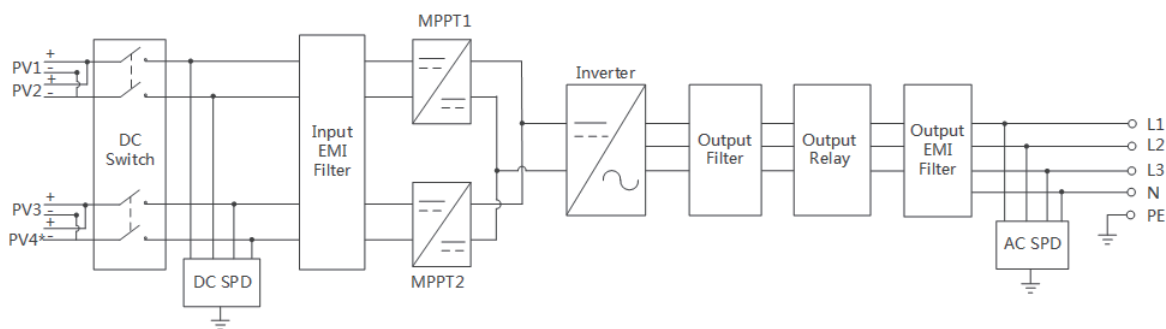 MPPT1
PV1
+
-
+
PV2
-
DC
Switch
Input
EMI
Filter
Inverter
Output
Filter
Output
Relay
Output
EMI
Filter
L1
L2
L3
N
PE
PV3
+
-
+
PV4*
-
DC SPD
MPPT2
AC SPD